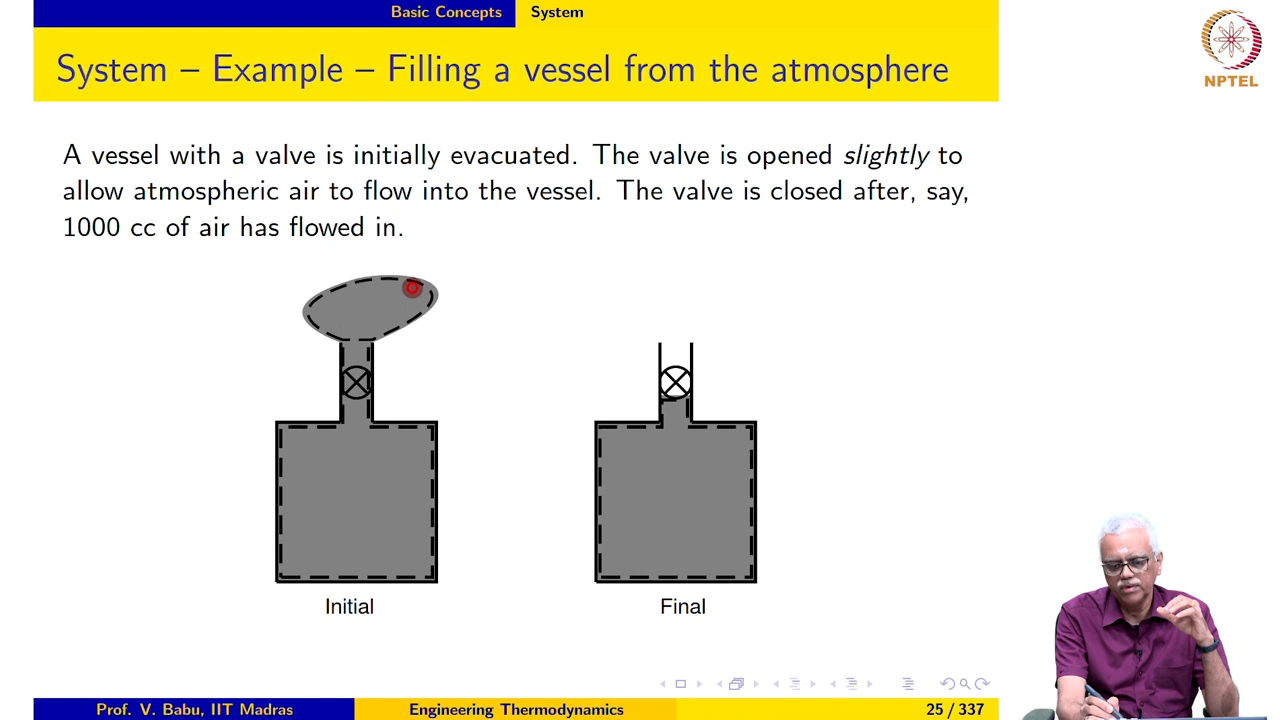 Basic Concepts System
System – Example – Filling a vessel from the atmosphere
NPTEL
A vessel with a valve is initially evacuated. The valve is opened slightly to
allow atmospheric air to flow into the vessel. The valve is closed after, say,
1000 cc of air has flowed in.
Initial
Final
Prof. V. Babu, IIT Madras
Engineering Thermodynamics
25 / 337